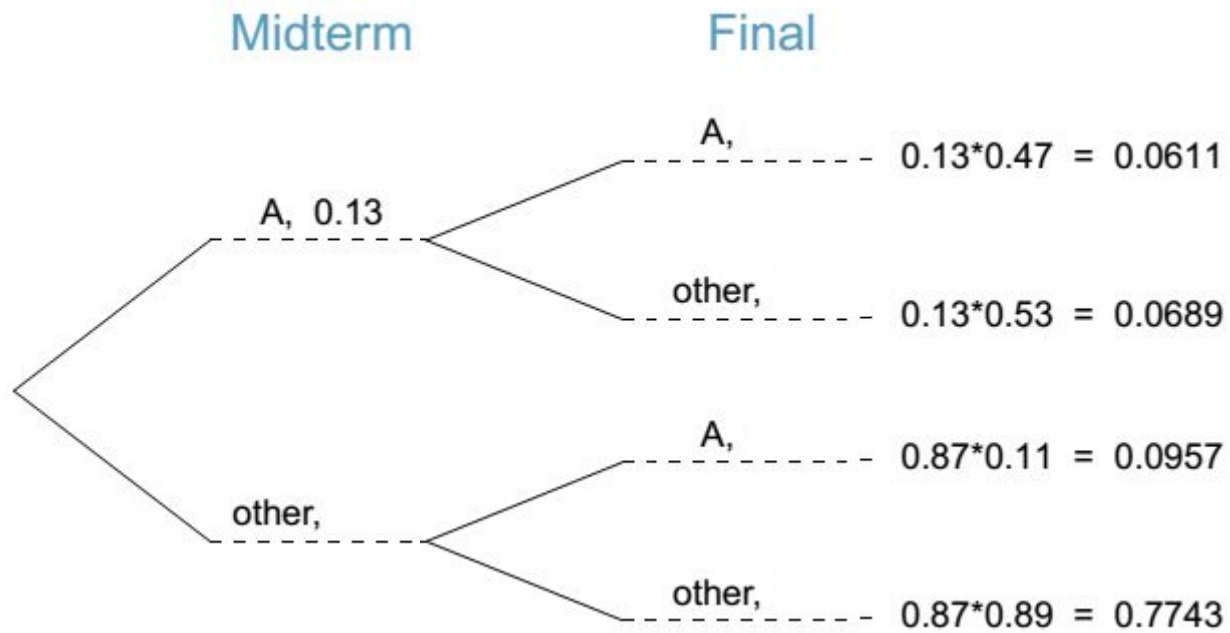 Midterm Final
A, 0.13*0.47 = 0.0611
A, 0.13
other, 0.13*0.53 = 0.0689
A, 0.87*0.11 = 0.0957
other,
other, 0.87*0.89 = 0.7743